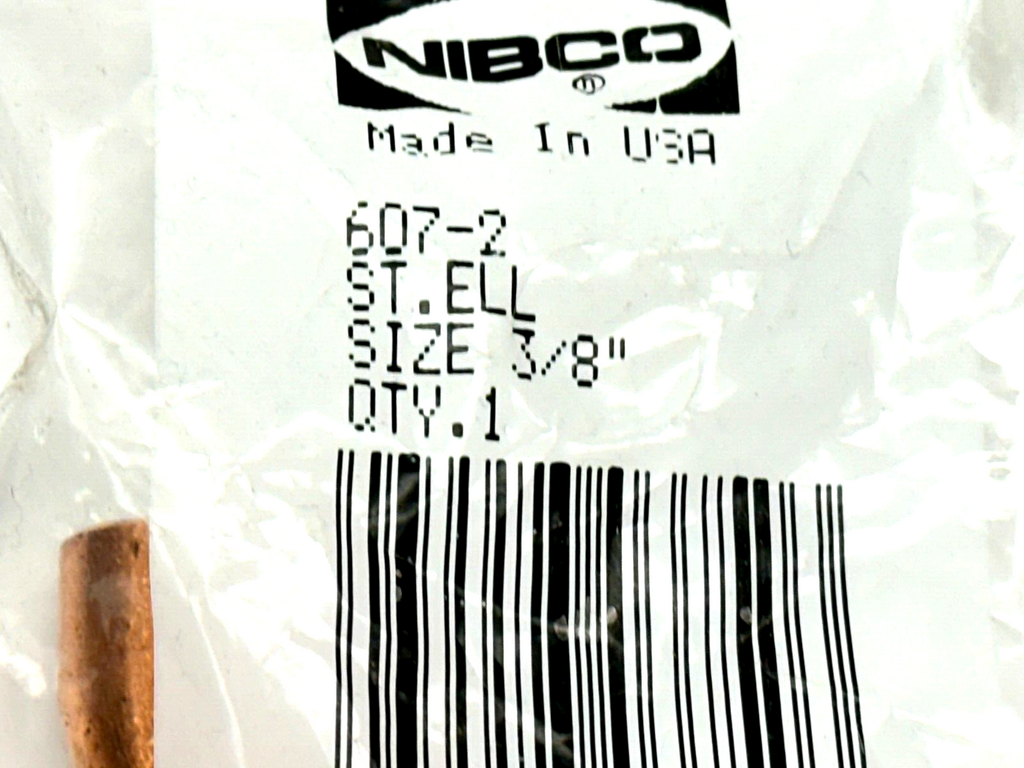 NIBCO
®
Made In USA
607-2
ST.ELL
SIZE 3/8"
QTY.1